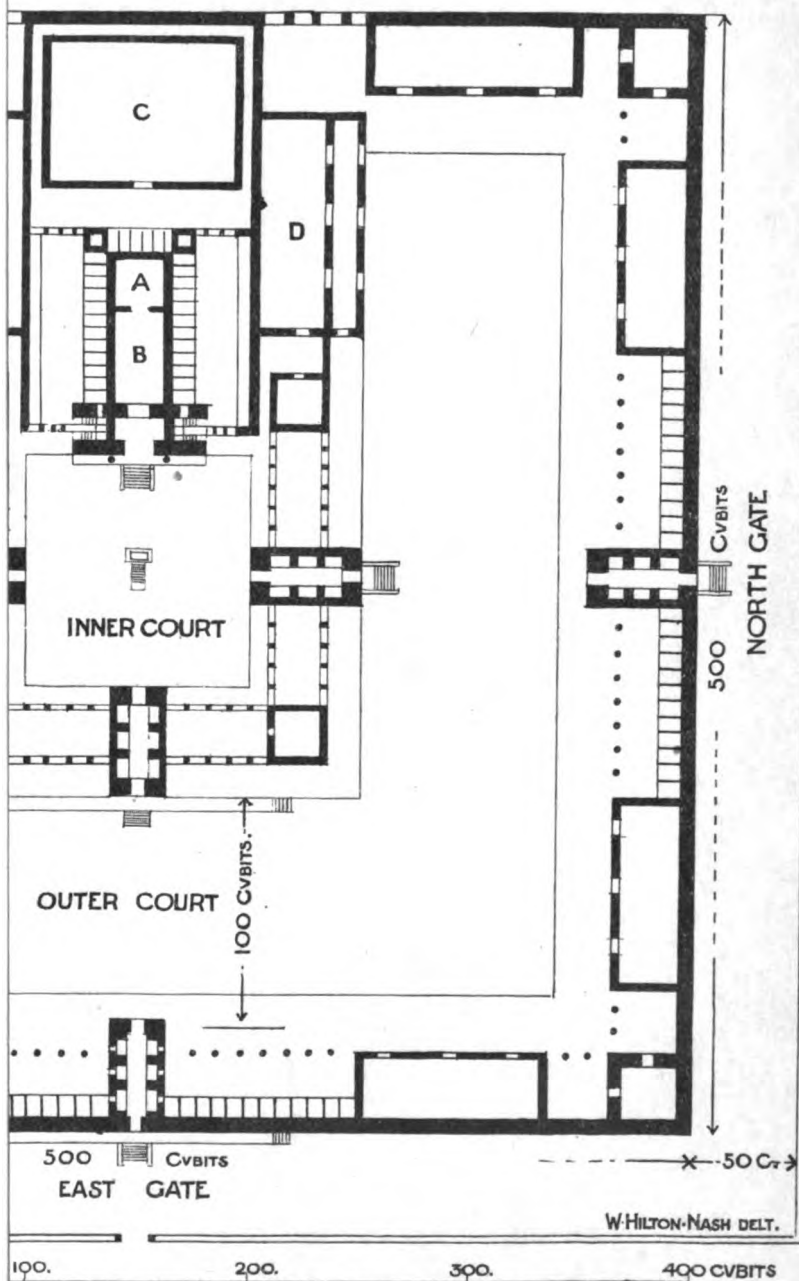 C
D
A
B
500 CVBITS
NORTH GATE
INNER COURT
100 CVBITS.
OUTER COURT
500 CVBITS
50 C.
EAST GATE
W·HILTON·NASH DELT.
100. 200. 300. 400 CVBITS